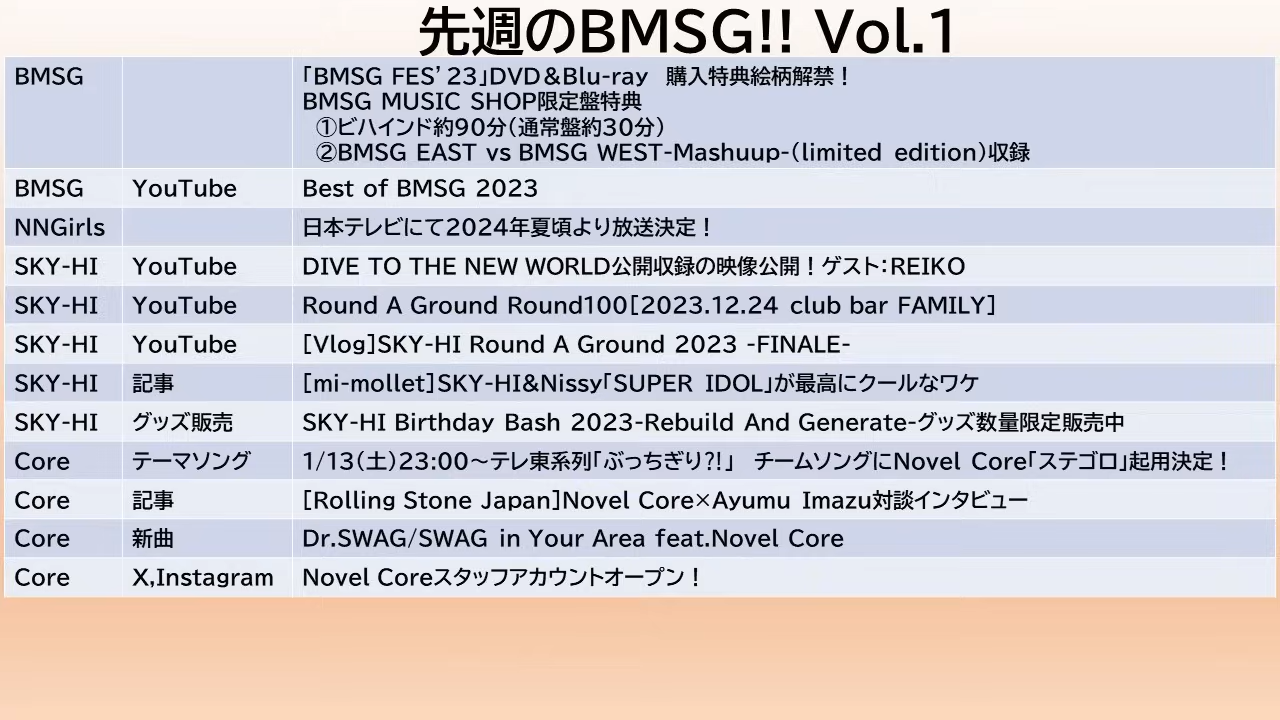 先週のBMSG!! Vol.1
BMSG 「BMSG FES’23」DVD&Blu-ray 購入特典絵柄解禁！
BMSG MUSIC SHOP限定盤特典
①ビハインド約90分（通常盤約30分）
②BMSG EAST vs BMSG WEST-Mashuup-（limited edition）収録
BMSG YouTube Best of BMSG 2023
NNGirls 日本テレビにて2024年夏頃より放送決定！
SKY-HI YouTube DIVE TO THE NEW WORLD公開収録の映像公開！ゲスト：REIKO
SKY-HI YouTube Round A Ground Round100[2023.12.24 club bar FAMILY]
SKY-HI YouTube [Vlog]SKY-HI Round A Ground 2023 -FINALE-
SKY-HI 記事 [mi-mollet]SKY-HI&Nissy「SUPER IDOL」が最高にクールなワケ
SKY-HI グッズ販売 SKY-HI Birthday Bash 2023-Rebuild And Generate-グッズ数量限定販売中
Core テーマソング 1/13（土）23:00～テレ東系列「ぶっちぎり?!」 チームソングにNovel Core「ステゴロ」起用決定！
Core 記事 [Rolling Stone Japan]Novel Core×Ayumu Imazu対談インタビュー
Core 新曲 Dr.SWAG/SWAG in Your Area feat.Novel Core
Core X,Instagram Novel Coreスタッフアカウントオープン！